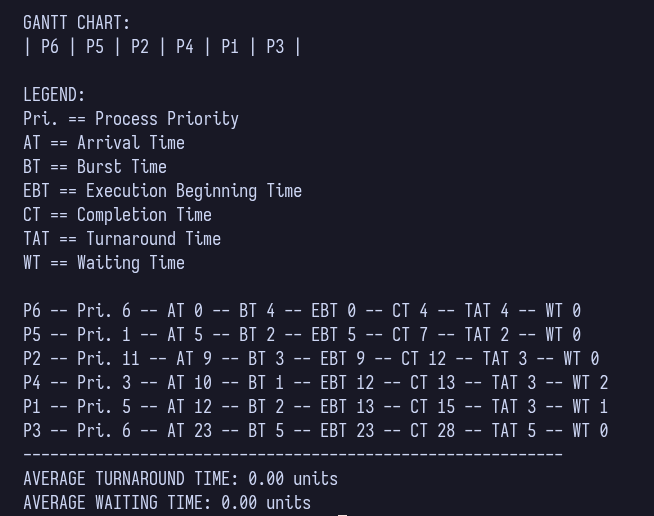 GANTT CHART:
| P6 | P5 | P2 | P4 | P1 | P3 |
LEGEND:
Pri. == Process Priority
AT == Arrival Time
BT == Burst Time
EBT == Execution Beginning Time
CT == Completion Time
TAT == Turnaround Time
WT == Waiting Time
P6 -- Pri. 6 -- AT 0 -- BT 4 -- EBT 0 -- CT 4 -- TAT 4 -- WT 0
P5 -- Pri. 1 -- AT 5 -- BT 2 -- EBT 5 -- CT 7 -- TAT 2 -- WT 0
P2 -- Pri. 11 -- AT 9 -- BT 3 -- EBT 9 -- CT 12 -- TAT 3 -- WT 0
P4 -- Pri. 3 -- AT 10 -- BT 1 -- EBT 12 -- CT 13 -- TAT 3 -- WT 2
P1 -- Pri. 5 -- AT 12 -- BT 2 -- EBT 13 -- CT 15 -- TAT 3 -- WT 1
P3 -- Pri. 6 -- AT 23 -- BT 5 -- EBT 23 -- CT 28 -- TAT 5 -- WT 0
------------------------------------------------------------
AVERAGE TURNAROUND TIME: 0.00 units
AVERAGE WAITING TIME: 0.00 units